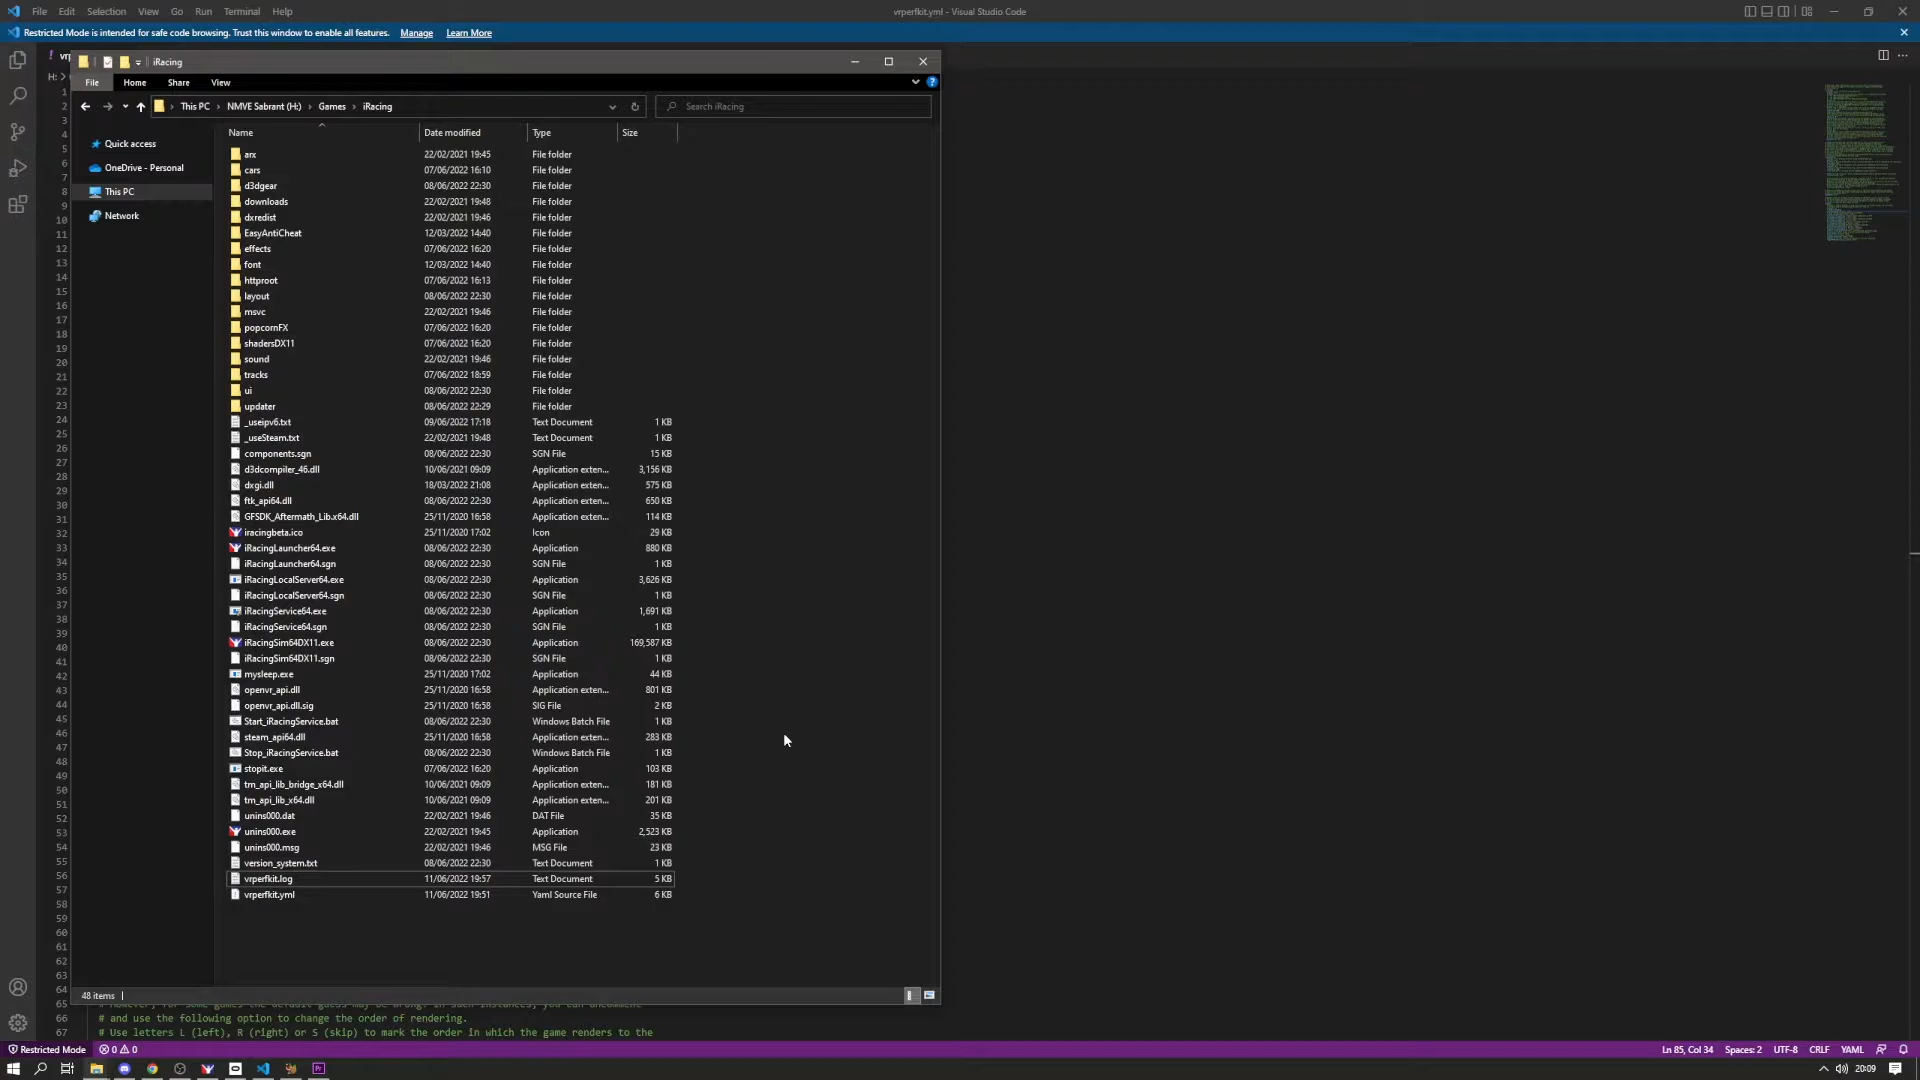 File Edit Selection View Go Run Terminal Help
vrperfkit.yml - Visual Studio Code
Restricted Mode is intended for safe code browsing. Trust this window to enable all features. Manage Learn More
iRacing
File Home Share View
This PC > NMVE Sabrant (H:) > Games > iRacing
Search iRacing
H: >
Quick access
OneDrive - Personal
This PC
Network
Name Date modified Type Size
arx 22/02/2021 19:45 File folder
cars 07/06/2022 16:10 File folder
d3dgear 08/06/2022 22:30 File folder
downloads 22/02/2021 19:48 File folder
dxredist 22/02/2021 19:46 File folder
EasyAntiCheat 12/03/2022 14:40 File folder
effects 07/06/2022 16:20 File folder
font 12/03/2022 14:40 File folder
httproot 07/06/2022 16:13 File folder
layout 08/06/2022 22:30 File folder
msvc 22/02/2021 19:46 File folder
popcornFX 07/06/2022 16:20 File folder
shadersDX11 07/06/2022 16:20 File folder
sound 22/02/2021 19:46 File folder
tracks 07/06/2022 18:59 File folder
ui 08/06/2022 22:30 File folder
updater 08/06/2022 22:29 File folder
_useipv6.txt 09/06/2022 17:18 Text Document 1 KB
_useSteam.txt 22/02/2021 19:48 Text Document 1 KB
components.sgn 08/06/2022 22:30 SGN File 15 KB
d3dcompiler_46.dll 10/06/2021 09:09 Application exten... 3,156 KB
dxgi.dll 18/03/2022 21:08 Application exten... 575 KB
ftk_api64.dll 08/06/2022 22:30 Application exten... 650 KB
GFSDK_Aftermath_Lib.x64.dll 25/11/2020 16:58 Application exten... 114 KB
iracingbeta.ico 25/11/2020 17:02 Icon 29 KB
iRacingLauncher64.exe 08/06/2022 22:30 Application 880 KB
iRacingLauncher64.sgn 08/06/2022 22:30 SGN File 1 KB
iRacingLocalServer64.exe 08/06/2022 22:30 Application 3,626 KB
iRacingLocalServer64.sgn 08/06/2022 22:30 SGN File 1 KB
iRacingService64.exe 08/06/2022 22:30 Application 1,691 KB
iRacingService64.sgn 08/06/2022 22:30 SGN File 1 KB
iRacingSim64DX11.exe 08/06/2022 22:30 Application 169,587 KB
iRacingSim64DX11.sgn 08/06/2022 22:30 SGN File 1 KB
mysleep.exe 25/11/2020 17:02 Application 44 KB
openvr_api.dll 25/11/2020 16:58 Application exten... 801 KB
openvr_api.dll.sig 25/11/2020 16:58 SIG File 2 KB
Start_iRacingService.bat 08/06/2022 22:30 Windows Batch File 1 KB
steam_api64.dll 25/11/2020 16:58 Application exten... 283 KB
Stop_iRacingService.bat 08/06/2022 22:30 Windows Batch File 1 KB
stopit.exe 07/06/2022 16:20 Application 103 KB
tm_api_lib_bridge_x64.dll 10/06/2021 09:09 Application exten... 181 KB
tm_api_lib_x64.dll 10/06/2021 09:09 Application exten... 201 KB
unins000.dat 22/02/2021 19:46 DAT File 35 KB
unins000.exe 22/02/2021 19:45 Application 2,523 KB
unins000.msg 22/02/2021 19:46 MSG File 23 KB
version_system.txt 08/06/2022 22:30 Text Document 1 KB
vrperfkit.log 11/06/2022 19:57 Text Document 5 KB
vrperfkit.yml 11/06/2022 19:51 Yaml Source File 6 KB
48 items
66 # and use the following option to change the order of rendering.
67 # Use letters L (left), R (right) or S (skip) to mark the order in which the game renders to the
Restricted Mode 0 0
Ln 85, Col 34 Spaces: 2 UTF-8 CRLF YAML
20:09